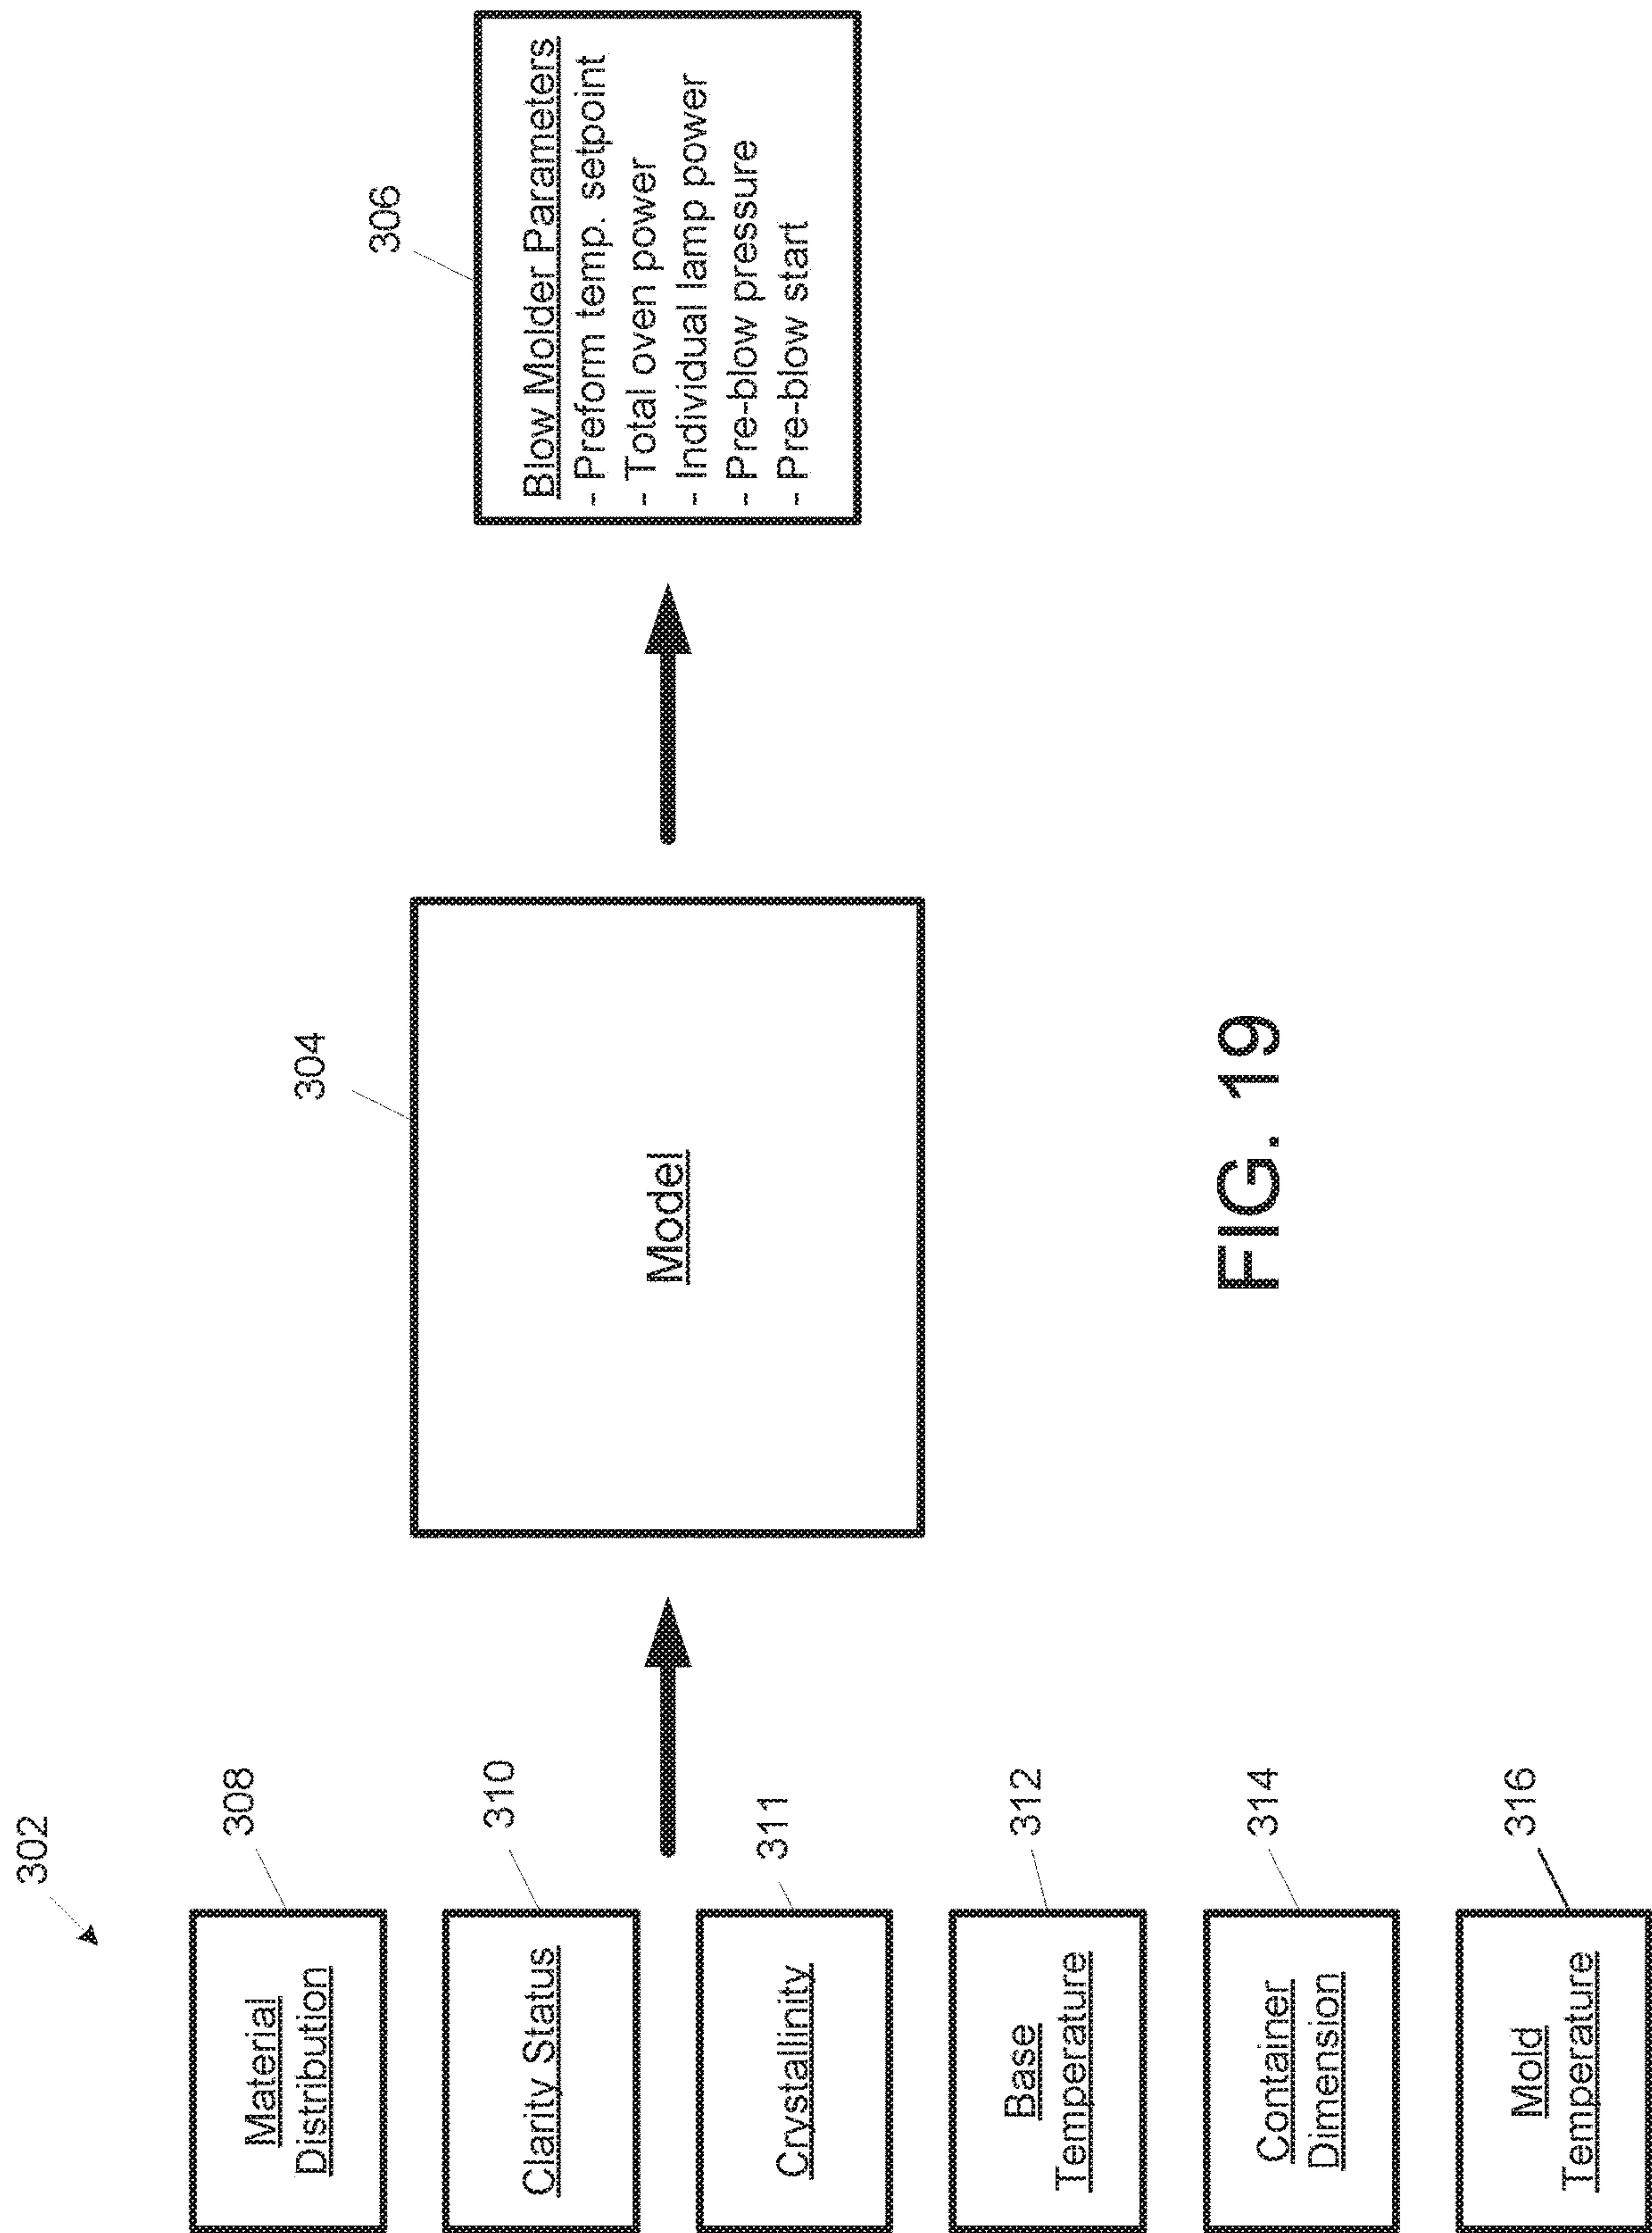 302
308
Material
Distribution
310
Clarity Status
311
Crystallinity
312
Base
Temperature
314
Container
Dimension
316
Mold
Temperature
304
Model
306
Blow Molder Parameters
- Preform temp. setpoint
- Total oven power
- Individual lamp power
- Pre-blow pressure
- Pre-blow start
FIG. 19